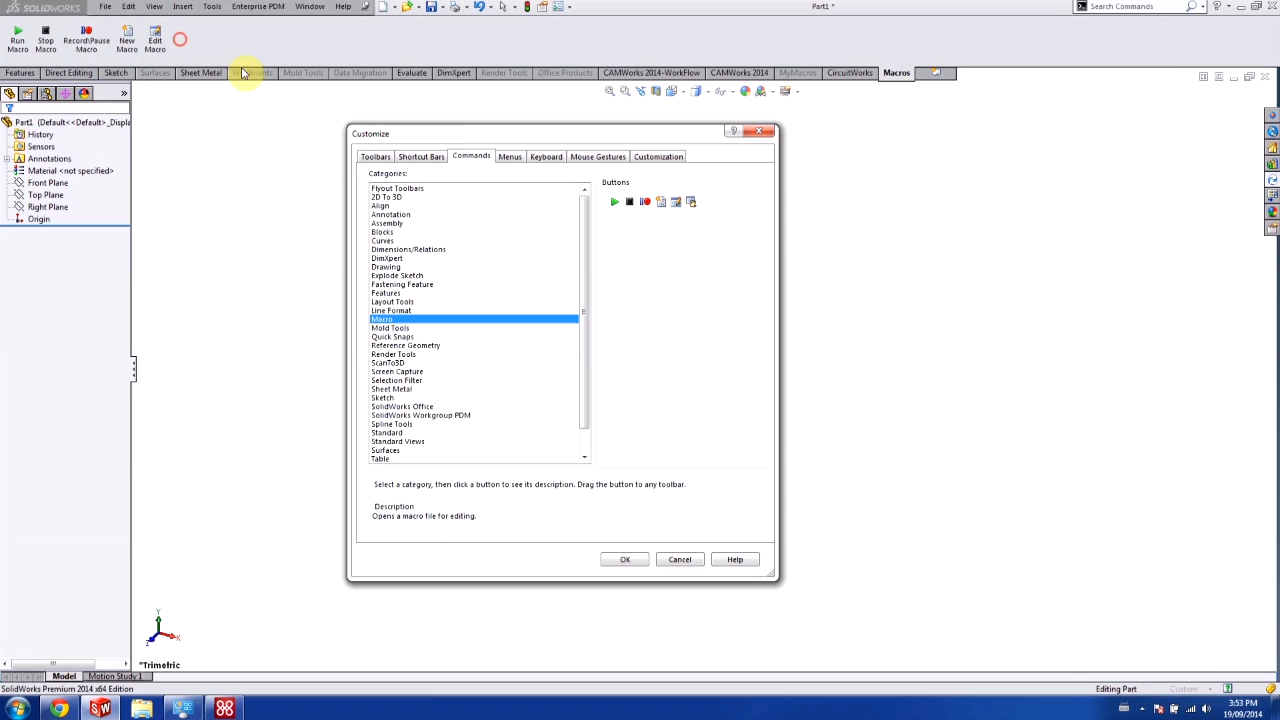 SOLIDWORKS File Edit View Insert Tools Enterprise PDM Window Help Part1 * Search Commands
Run Macro
Stop Macro
Record\Pause Macro
New Macro
Edit Macro
Features Direct Editing Sketch Surfaces Sheet Metal Mold Tools Data Migration Evaluate DimXpert Render Tools Office Products CAMWorks 2014-WorkFlow CAMWorks 2014 MyMacros CircuitWorks Macros
Part1 (Default<<Default>_Displa
History
Sensors
Annotations
Material <not specified>
Front Plane
Top Plane
Right Plane
Origin
Customize
Toolbars Shortcut Bars Commands Menus Keyboard Mouse Gestures Customization
Categories:
Buttons
Flyout Toolbars
2D To 3D
Align
Annotation
Assembly
Blocks
Curves
Dimensions/Relations
DimXpert
Drawing
Explode Sketch
Fastening Feature
Features
Layout Tools
Line Format
Macro
Mold Tools
Quick Snaps
Reference Geometry
Render Tools
ScanTo3D
Screen Capture
Selection Filter
Sheet Metal
Sketch
SolidWorks Office
SolidWorks Workgroup PDM
Spline Tools
Standard
Standard Views
Surfaces
Table
Select a category, then click a button to see its description. Drag the button to any toolbar.
Description
Opens a macro file for editing.
OK Cancel Help
Y
X
Z
*Trimetric
Model Motion Study 1
SolidWorks Premium 2014 x64 Edition Editing Part Custom
3:53 PM
19/09/2014